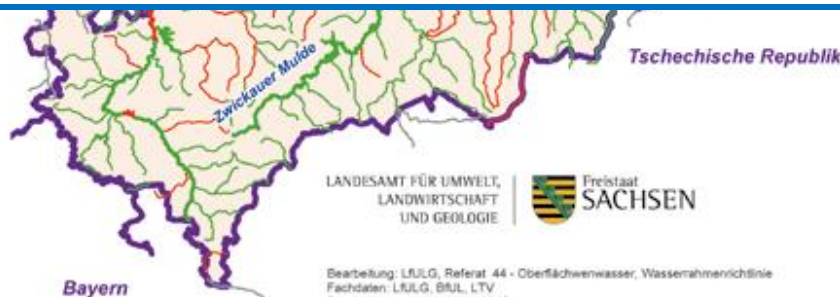 Tschechische Republik
Zwickauer Mulde
LANDESAMT FÜR UMWELT,
LANDWIRTSCHAFT
UND GEOLOGIE
Freistaat
SACHSEN
Bayern
Bearbeitung: LfULG, Referat 44 - Oberflächwenwasser, Wasserrahmenrichtlinie
Fachdaten: LfULG, BfUL, LTV